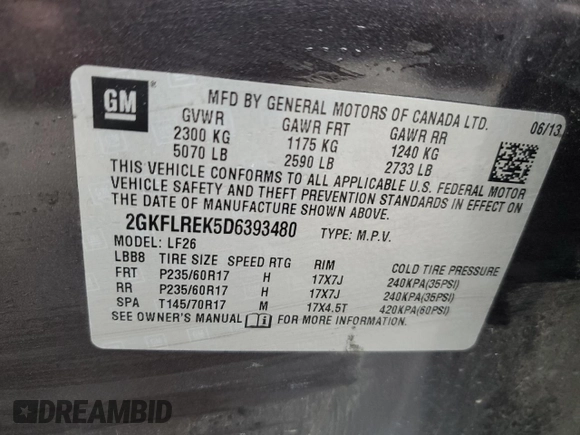 GM
MFD BY GENERAL MOTORS OF CANADA LTD. 06/13
GVWR GAWR FRT GAWR RR
2300 KG 1175 KG 1240 KG
5070 LB 2590 LB 2733 LB
THIS VEHICLE CONFORMS TO ALL APPLICABLE U.S. FEDERAL MOTOR
VEHICLE SAFETY AND THEFT PREVENTION STANDARDS IN EFFECT ON
THE DATE OF MANUFACTURE SHOWN ABOVE.
2GKFLREK5D6393480 TYPE: M.P.V.
MODEL: LF26
LBB8 TIRE SIZE SPEED RTG RIM COLD TIRE PRESSURE
FRT P235/60R17 H 17X7J 240KPA(35PSI)
RR P235/60R17 H 17X7J 240KPA(35PSI)
SPA T145/70R17 M 17X4.5T 420KPA(60PSI)
SEE OWNER'S MANUAL i FOR MORE INFORMATION.
DREAMBID